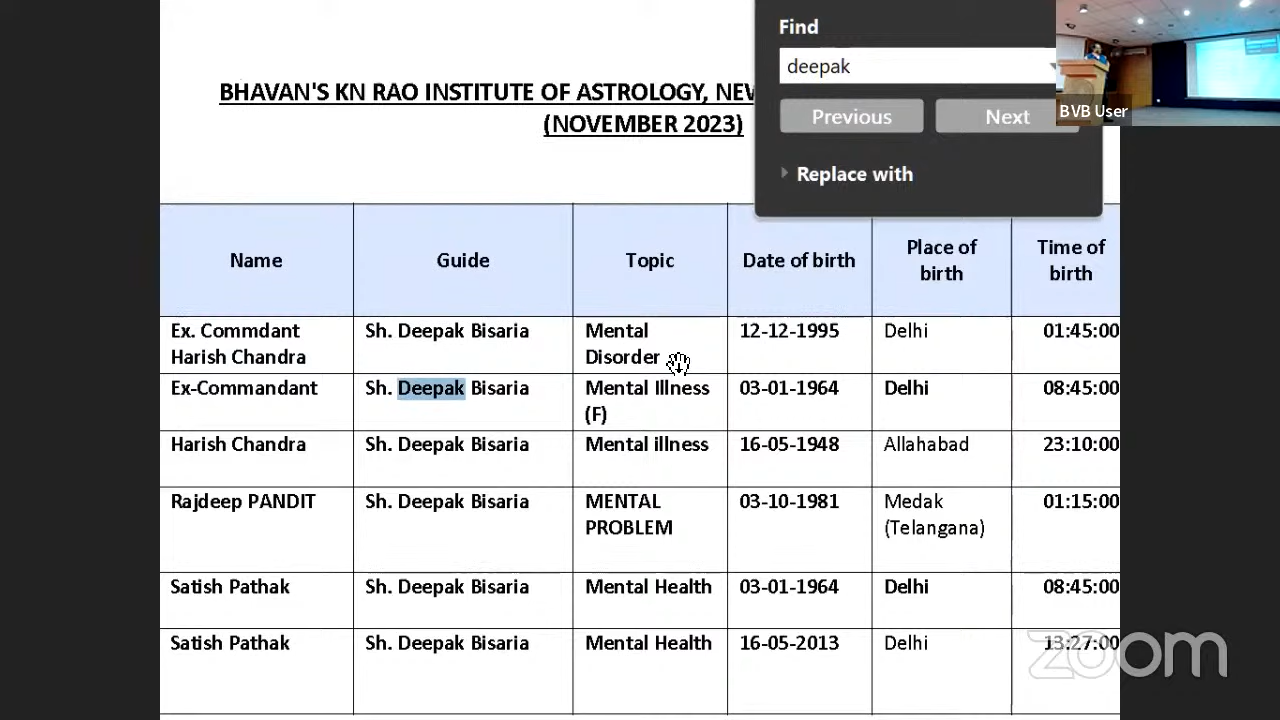 Find
deepak
Previous Next
BVB User
Replace with
BHAVAN'S KN RAO INSTITUTE OF ASTROLOGY,
(NOVEMBER 2023)
Name Guide Topic Date of birth Place of birth Time of birth
Ex. Commdant Harish Chandra Sh. Deepak Bisaria Mental Disorder 12-12-1995 Delhi 01:45:00
Ex-Commandant Sh. Deepak Bisaria Mental Illness (F) 03-01-1964 Delhi 08:45:00
Harish Chandra Sh. Deepak Bisaria Mental illness 16-05-1948 Allahabad 23:10:00
Rajdeep PANDIT Sh. Deepak Bisaria MENTAL PROBLEM 03-10-1981 Medak (Telangana) 01:15:00
Satish Pathak Sh. Deepak Bisaria Mental Health 03-01-1964 Delhi 08:45:00
Satish Pathak Sh. Deepak Bisaria Mental Health 16-05-2013 Delhi 13:27:00
zoom